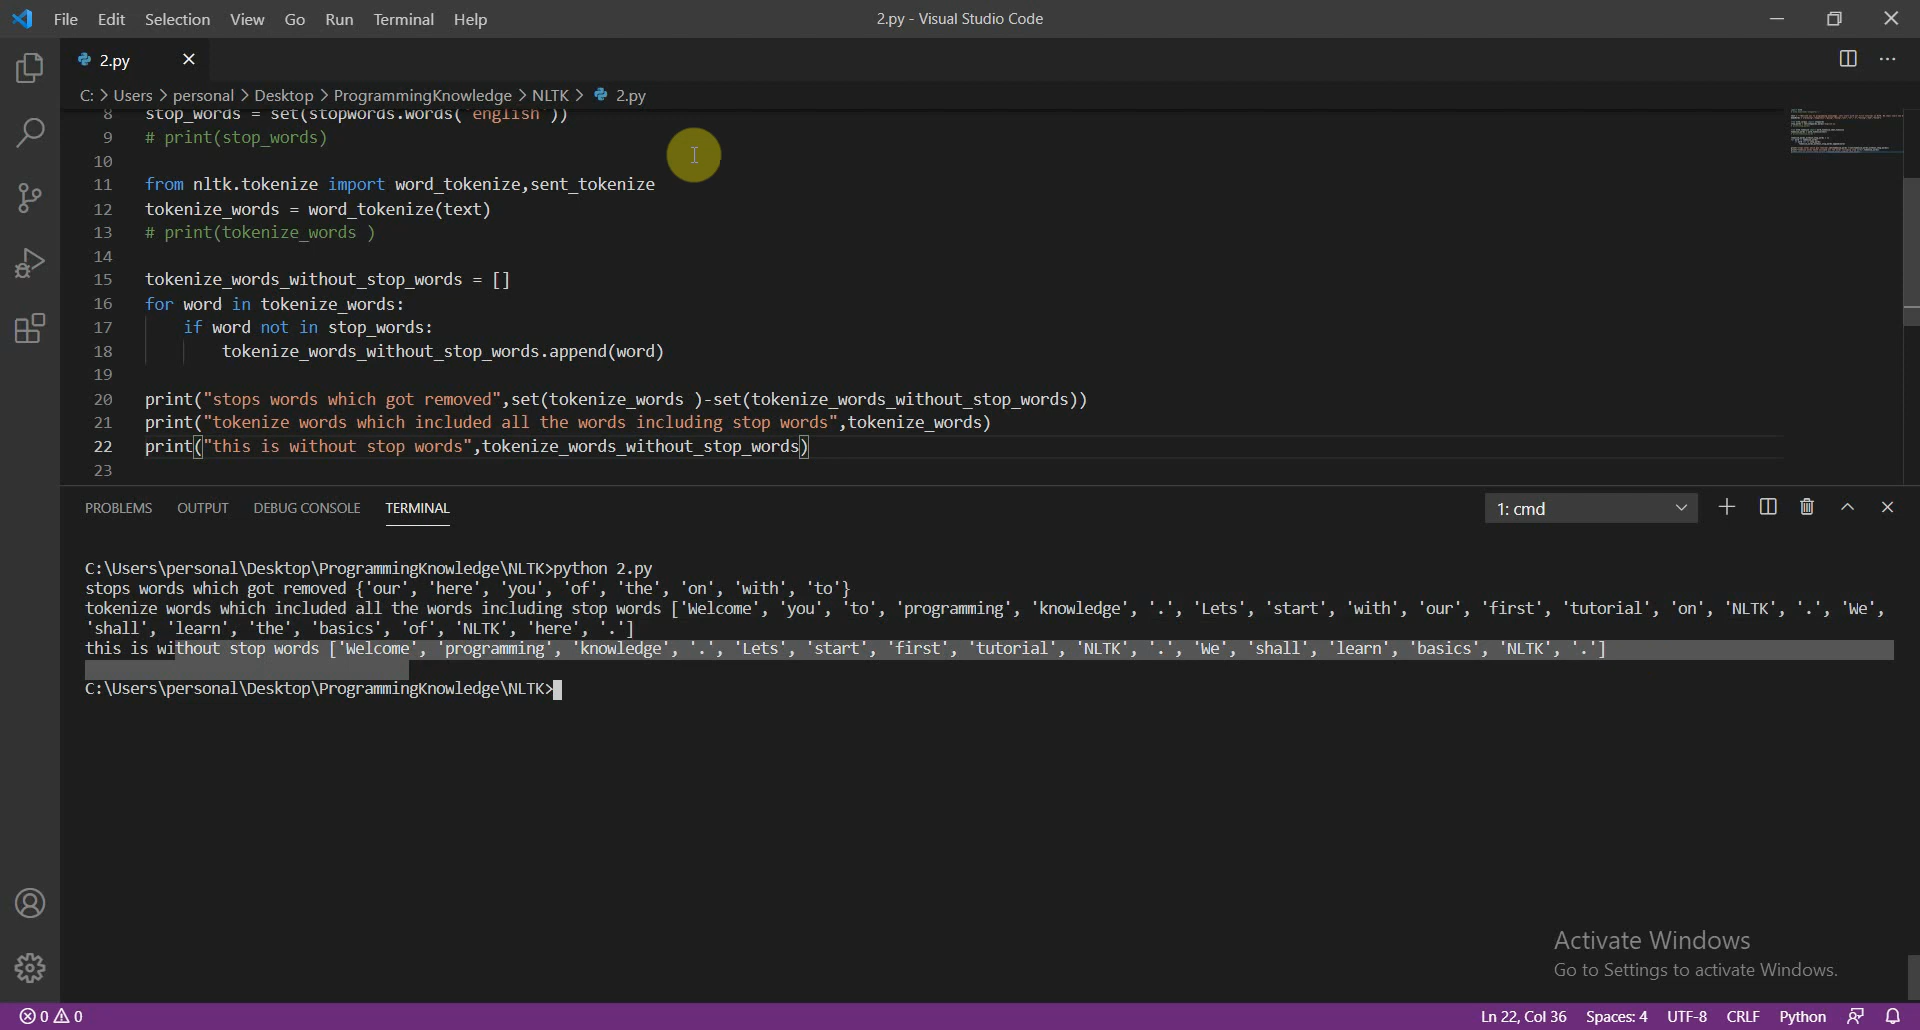 File Edit Selection View Go Run Terminal Help
2.py - Visual Studio Code
2.py
C: > Users > personal > Desktop > ProgrammingKnowledge > NLTK > 2.py
8 stop_words = set(stopwords.words('english'))
9 # print(stop_words)
10
11 from nltk.tokenize import word_tokenize,sent_tokenize
12 tokenize_words = word_tokenize(text)
13 # print(tokenize_words )
14
15 tokenize_words_without_stop_words = []
16 for word in tokenize_words:
17 if word not in stop_words:
18 tokenize_words_without_stop_words.append(word)
19
20 print("stops words which got removed",set(tokenize_words )-set(tokenize_words_without_stop_words))
21 print("tokenize words which included all the words including stop words",tokenize_words)
22 print("this is without stop words",tokenize_words_without_stop_words)
23
PROBLEMS OUTPUT DEBUG CONSOLE TERMINAL
1: cmd
C:\Users\personal\Desktop\ProgrammingKnowledge\NLTK>python 2.py
stops words which got removed {'our', 'here', 'you', 'of', 'the', 'on', 'with', 'to'}
tokenize words which included all the words including stop words ['Welcome', 'you', 'to', 'programming', 'knowledge', '.', 'Lets', 'start', 'with', 'our', 'first', 'tutorial', 'on', 'NLTK', '.', 'We',
'shall', 'learn', 'the', 'basics', 'of', 'NLTK', 'here', '.']
this is without stop words ['Welcome', 'programming', 'knowledge', '.', 'Lets', 'start', 'first', 'tutorial', 'NLTK', '.', 'We', 'shall', 'learn', 'basics', 'NLTK', '.']
C:\Users\personal\Desktop\ProgrammingKnowledge\NLTK>
Activate Windows
Go to Settings to activate Windows.
0 0
Ln 22, Col 36 Spaces: 4 UTF-8 CRLF Python